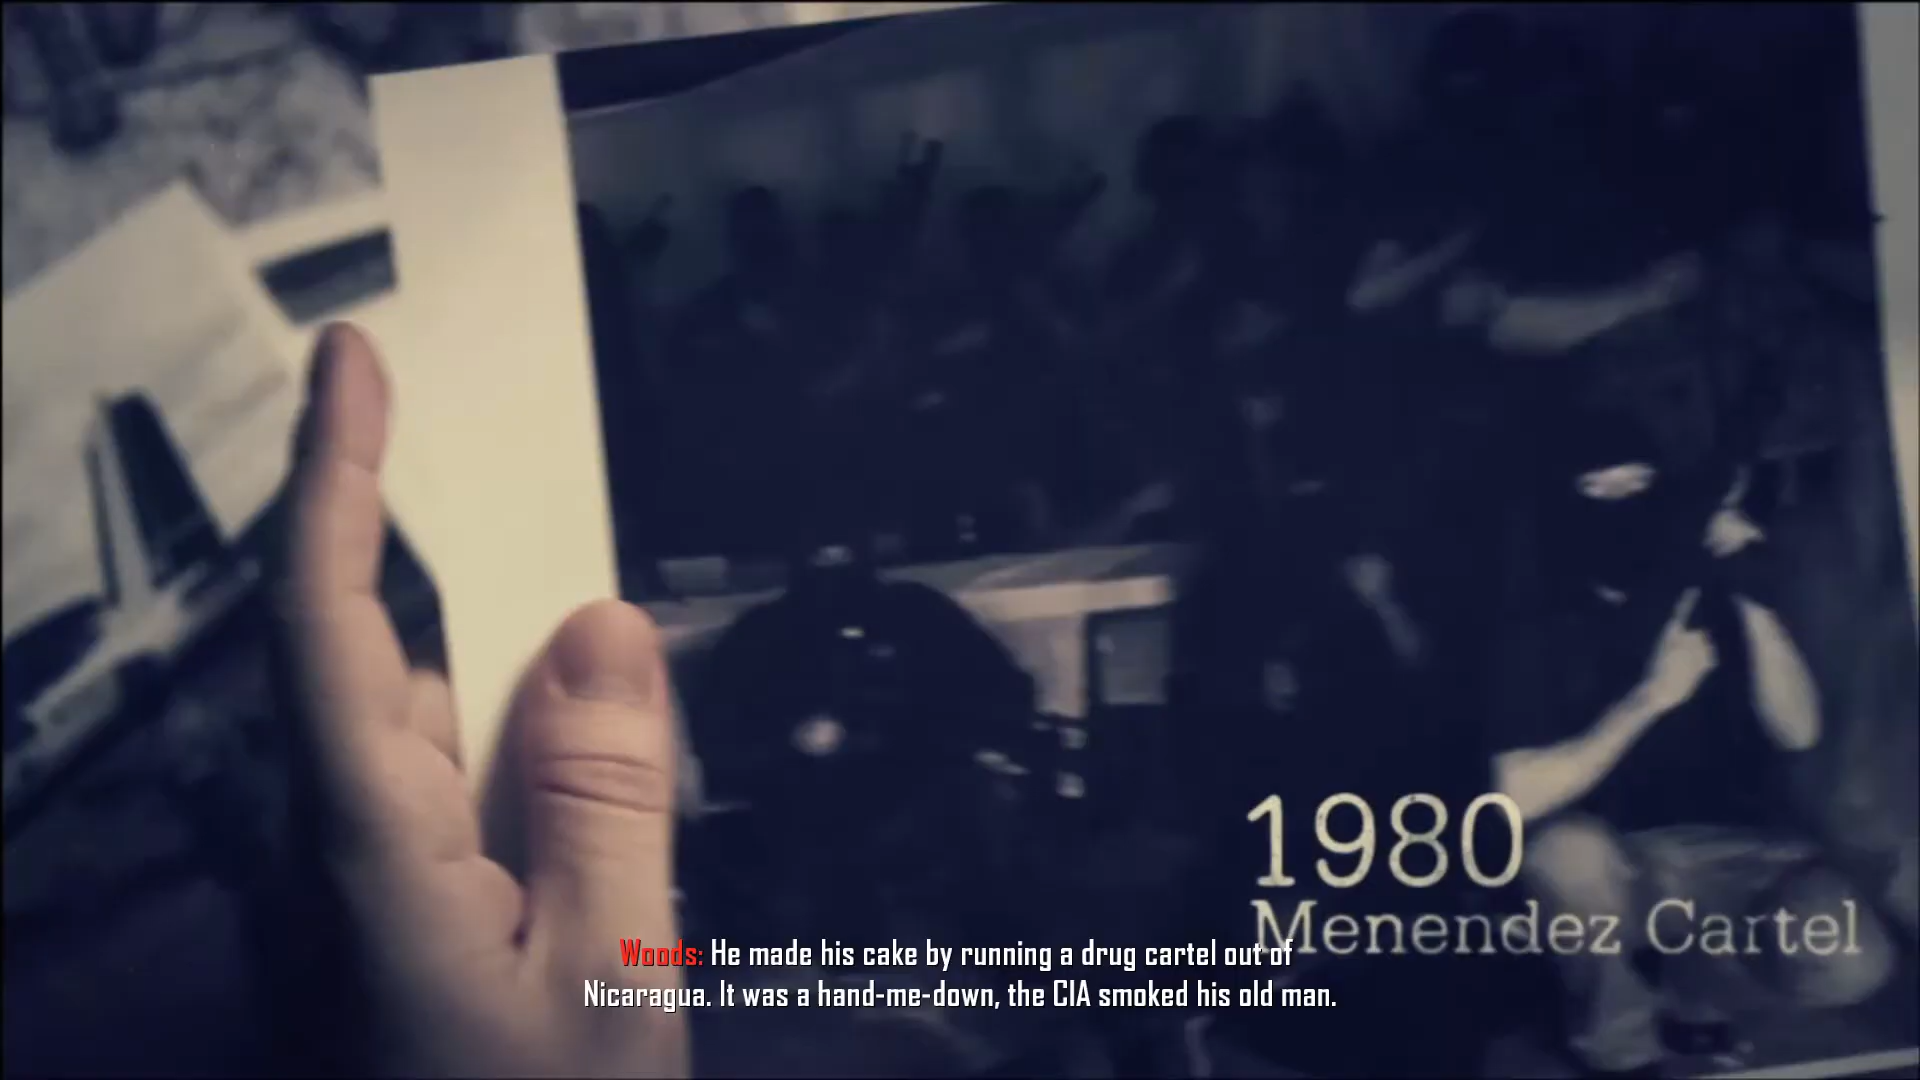 1980
Menendez Cartel
Woods: He made his cake by running a drug cartel out of
Nicaragua. It was a hand-me-down, the CIA smoked his old man.